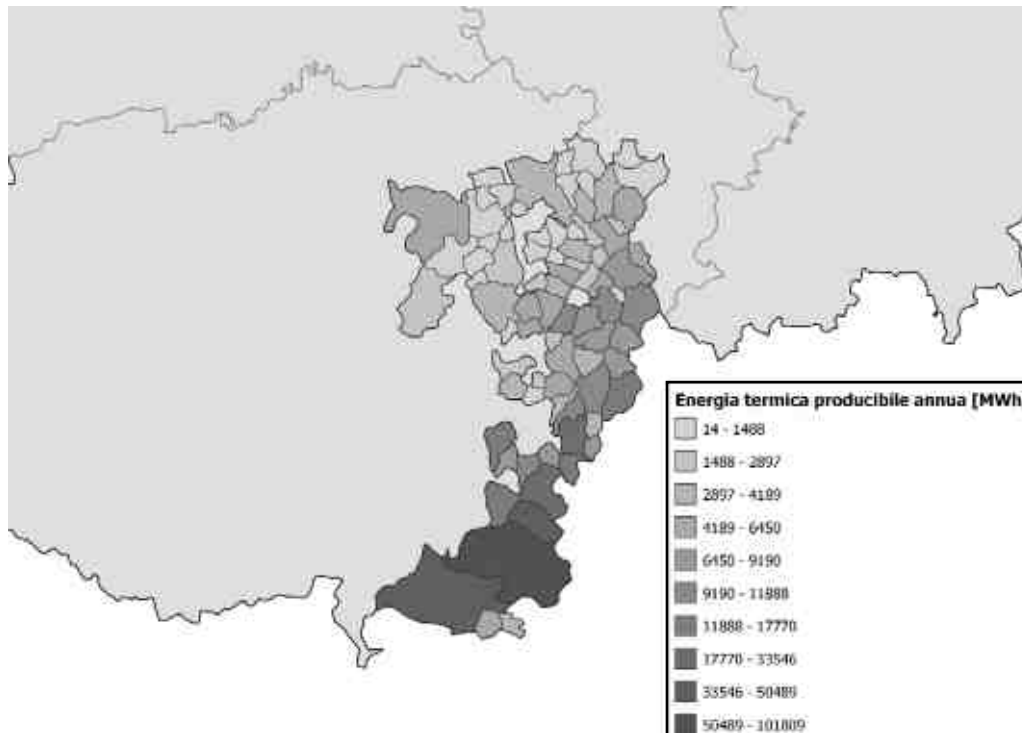 Energia termica producibile annua [MWh
14 - 1488
1488 - 2897
2897 - 4189
4189 - 6450
6450 - 9190
9190 - 11888
11888 - 17770
17770 - 33546
33546 - 50489
50489 - 101809